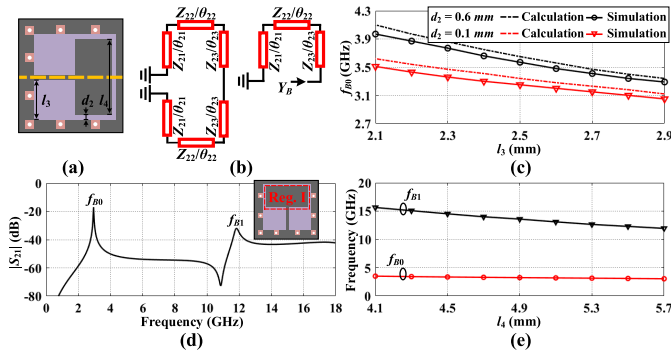 l3
d2
l4
(a)
Z22/θ22
Z21/θ21
Z23/θ23
Z21/θ21
Z23/θ23
Z22/θ22
Z22/θ22
Z21/θ21
Z23/θ23
YB
(b)
fB0 (GHz)
4.3
3.9
3.5
3.1
2.7
d2 = 0.6 mm
Calculation
Simulation
d2 = 0.1 mm
Calculation
Simulation
2.1
2.3
2.5
2.7
2.9
l3 (mm)
(c)
|S21| (dB)
0
-20
-40
-60
-80
fB0
fB1
Reg. I
0
2
4
6
8
10
12
14
16
18
Frequency (GHz)
(d)
Frequency (GHz)
20
15
10
5
0
fB1
fB0
4.1
4.5
4.9
5.3
5.7
l4 (mm)
(e)